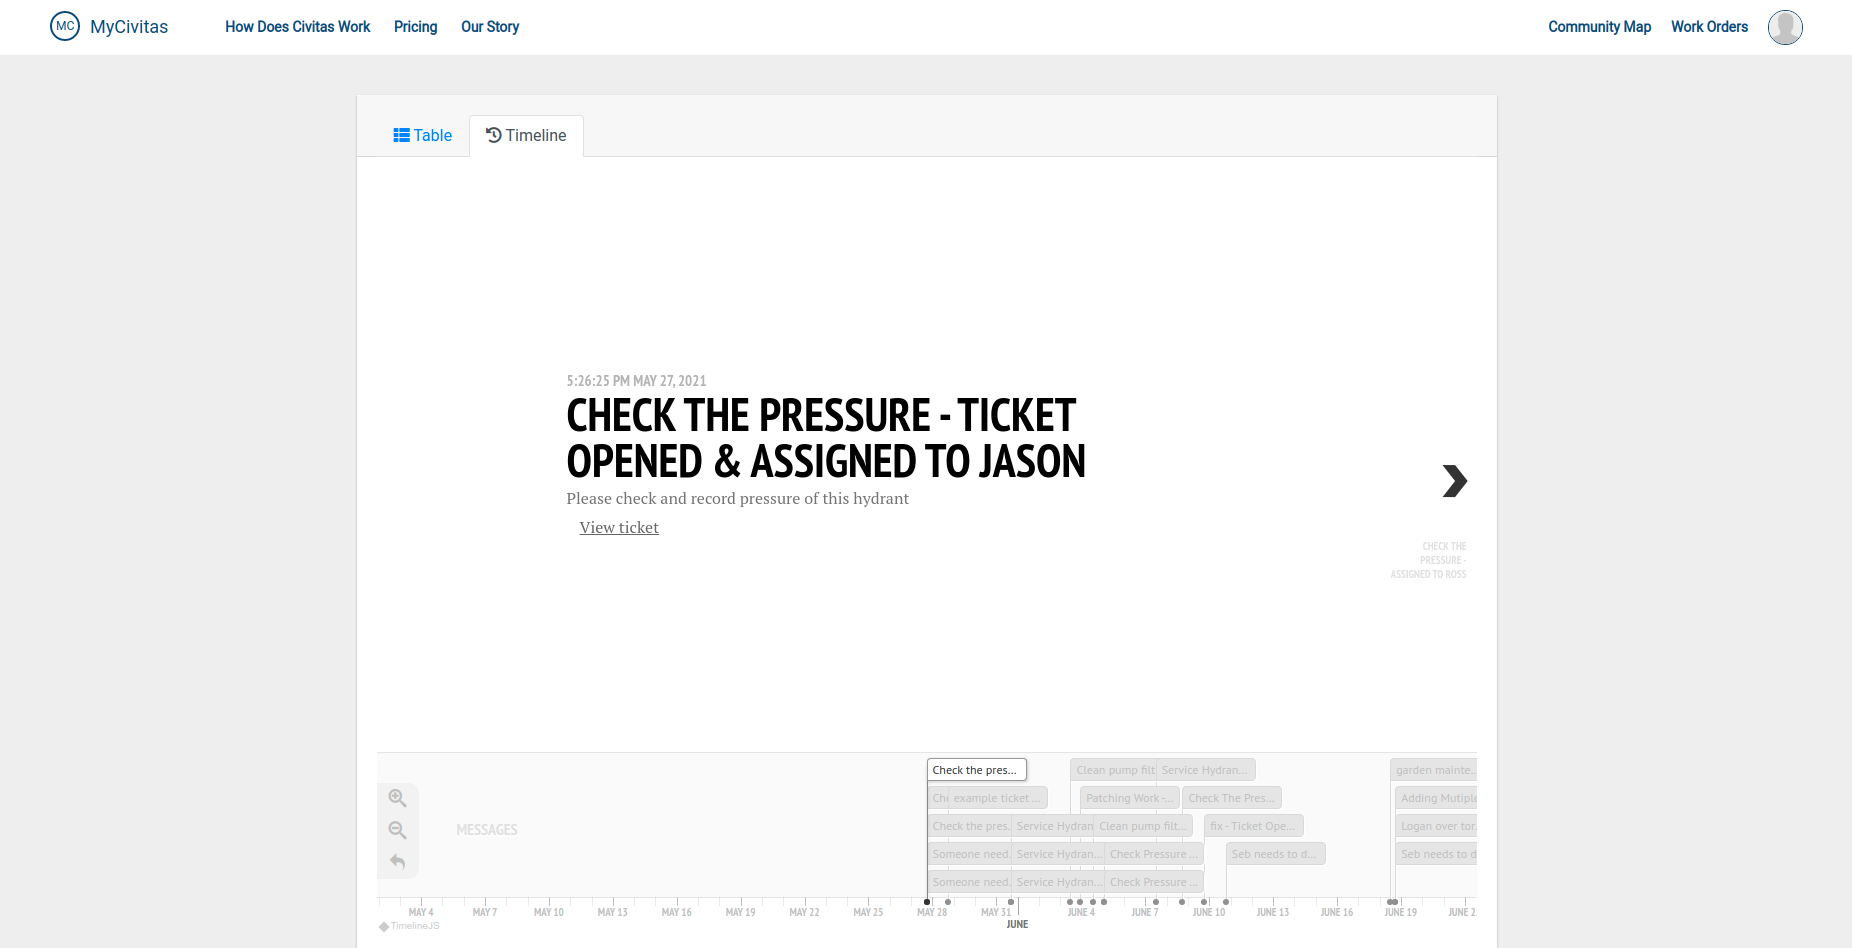 MC MyCivitas How Does Civitas Work Pricing Our Story Community Map Work Orders
Table Timeline
5:26:25 PM MAY 27, 2021
CHECK THE PRESSURE - TICKET
OPENED & ASSIGNED TO JASON
Please check and record pressure of this hydrant
View ticket
CHECK THE
PRESSURE -
ASSIGNED TO ROSS
Check the pres... Clean pump filt Service Hydran... garden mainte...
example ticket ... Patching Work -... Check The Pres... Adding Mutiple
MESSAGES
Check the pres. Service Hydran Clean pump filt... fix - Ticket Ope... Logan over tor.
Someone need. Service Hydran... Check Pressure ... Seb needs to d... Seb needs to d
Someone need. Service Hydran... Check Pressure ...
MAY 4 MAY 7 MAY 10 MAY 13 MAY 16 MAY 19 MAY 22 MAY 25 MAY 28 MAY 31 JUNE 4 JUNE 7 JUNE 10 JUNE 13 JUNE 16 JUNE 19 JUNE 2
JUNE
TimelineJS